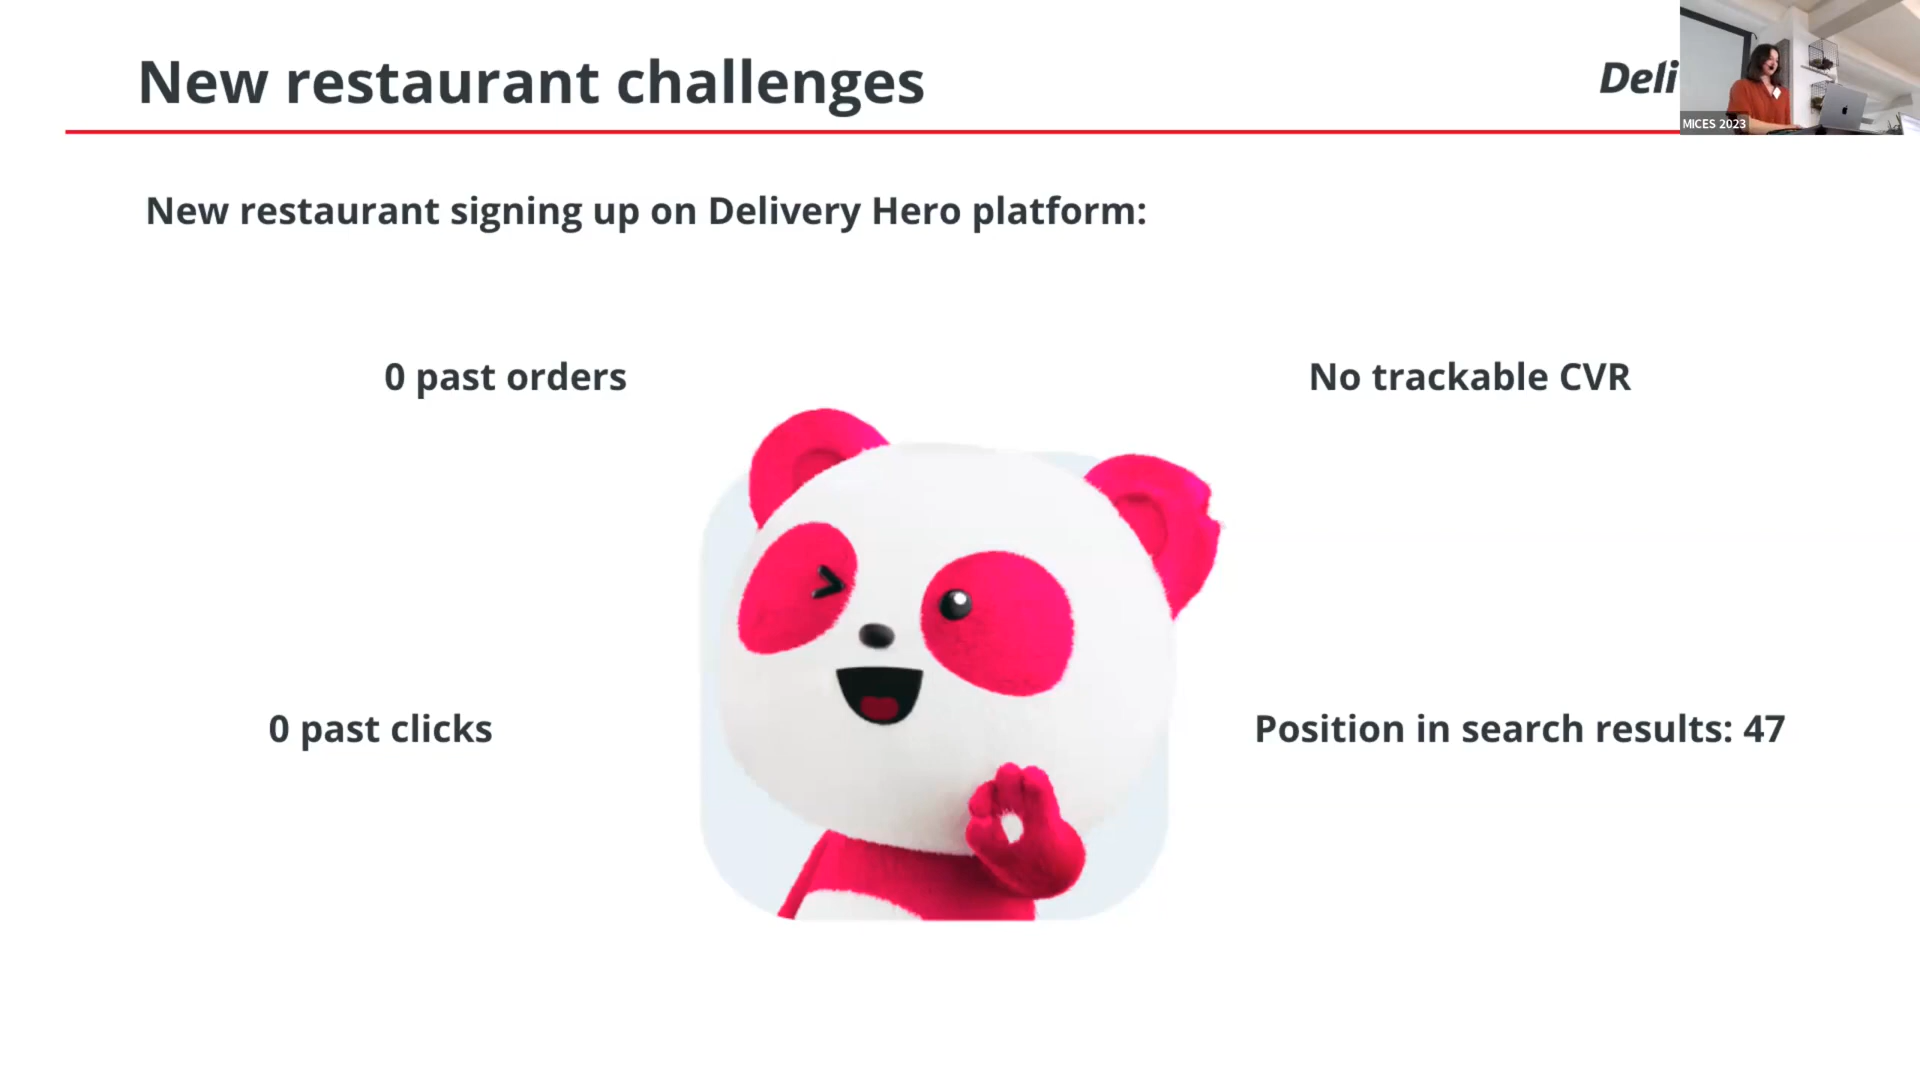 New restaurant challenges
Deli
MICES 2023
New restaurant signing up on Delivery Hero platform:
0 past orders
No trackable CVR
0 past clicks
Position in search results: 47